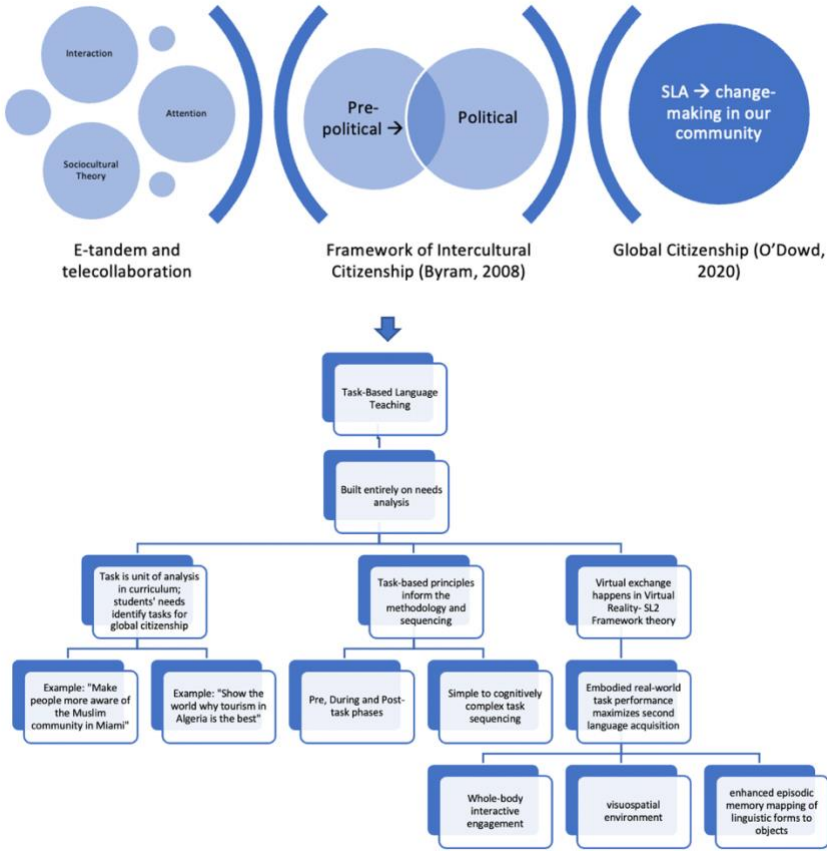 Interaction
Attention
Sociocultural
Theory
Pre-
political →
Political
SLA → change-
making in our
community
E-tandem and
telecollaboration
Framework of Intercultural
Citizenship (Byram, 2008)
Global Citizenship (O'Dowd,
2020)
Task-Based Language
Teaching
Built entirely on needs
analysis
Task is unit of analysis
in curriculum;
students' needs
identify tasks for
global citizenship
Task-based principles
inform the
methodology and
sequencing
Virtual exchange
happens in Virtual
Reality- SL2
Framework theory
Example: "Make
people more aware of
the Muslim
community in Miami"
Example: "Show the
world why tourism in
Algeria is the best"
Pre, During and Post-
task phases
Simple to cognitively
complex task
sequencing
Embodied real-world
task performance
maximizes second
language acquisition
Whole-body
interactive
engagement
visuospatial
environment
enhanced episodic
memory mapping of
linguistic forms to
objects